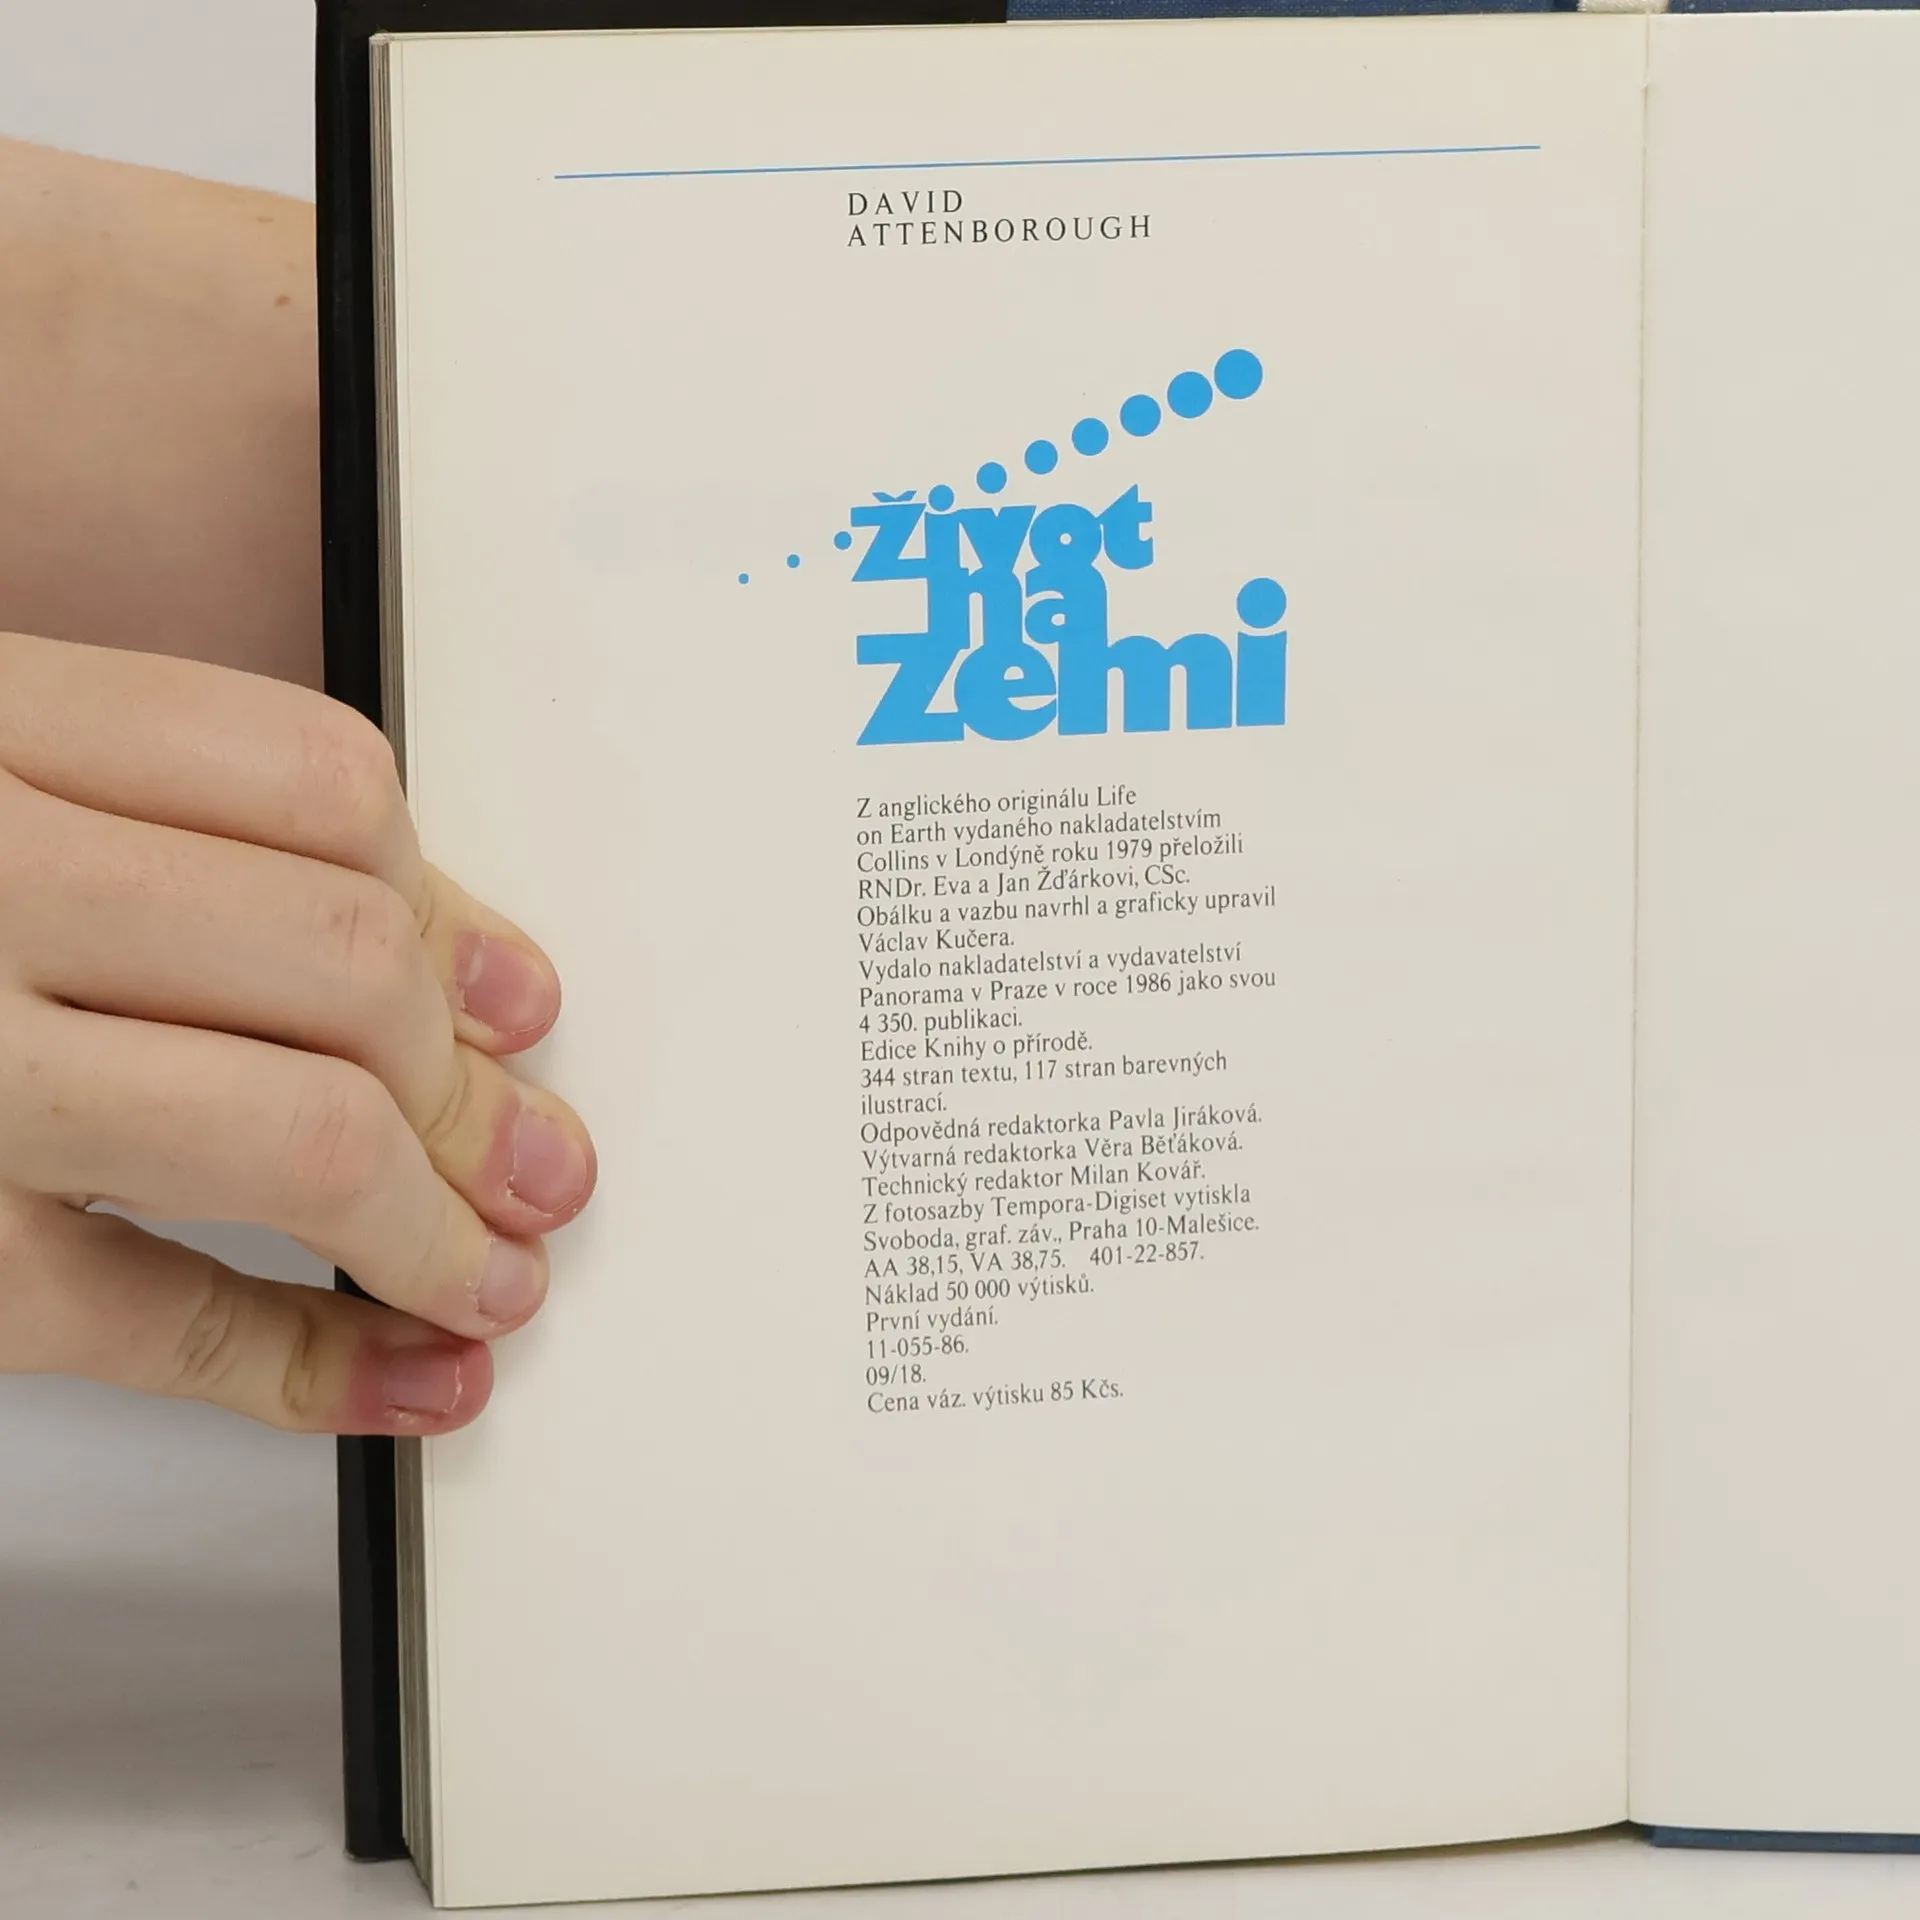 DAVID
ATTENBOROUGH
Život
na
Zemi
Z anglického originálu Life
on Earth vydaného nakladatelstvím
Collins v Londýně roku 1979 přeložili
RNDr. Eva a Jan Žďárkovi, CSc.
Obálku a vazbu navrhl a graficky upravil
Václav Kučera.
Vydalo nakladatelství a vydavatelství
Panorama v Praze v roce 1986 jako svou
4 350. publikaci.
Edice Knihy o přírodě.
344 stran textu, 117 stran barevných
ilustrací.
Odpovědná redaktorka Pavla Jiráková.
Výtvarná redaktorka Věra Běťáková.
Technický redaktor Milan Kovář.
Z fotosazby Tempora-Digiset vytiskla
Svoboda, graf. záv., Praha 10-Malešice.
AA 38,15, VA 38,75. 401-22-857.
Náklad 50 000 výtisků.
První vydání.
11-055-86.
09/18.
Cena váz. výtisku 85 Kčs.